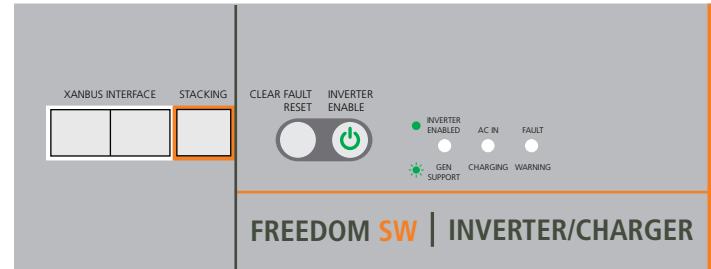 XANBUS INTERFACE
STACKING
CLEAR FAULT
RESET
INVERTER
ENABLE
INVERTER
ENABLED
AC IN
FAULT
GEN
SUPPORT
CHARGING
WARNING
FREEDOM SW | INVERTER/CHARGER